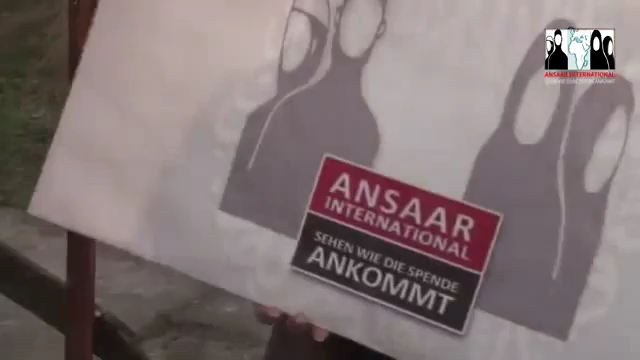 ANSAAR INTERNATIONAL
ANSAAR
INTERNATIONAL
SEHEN WIE DIE SPENDE
ANKOMMT